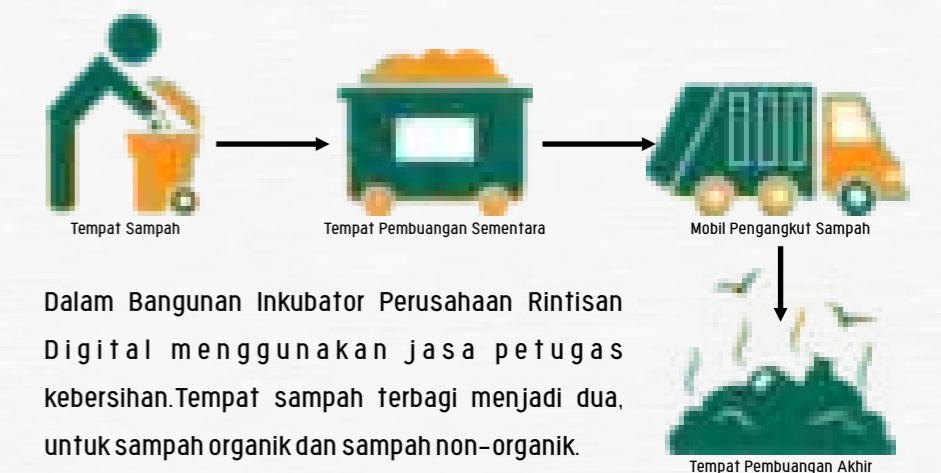 Tempat Sampah
Tempat Pembuangan Sementara
Mobil Pengangkut Sampah
Dalam Bangunan Inkubator Perusahaan Rintisan
Digital menggunakan jasa petugas
kebersihan.Tempat sampah terbagi menjadi dua,
untuk sampah organik dan sampah non-organik.
Tempat Pembuangan Akhir